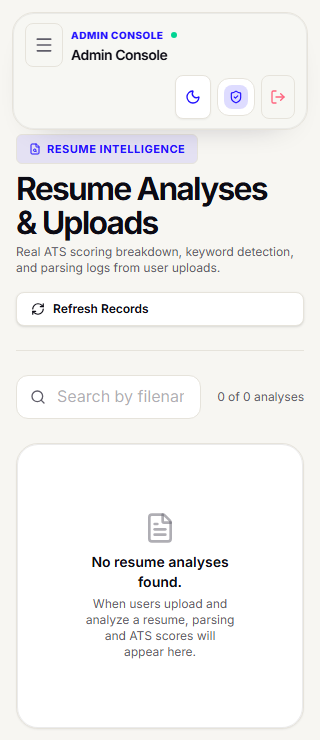 ADMIN CONSOLE
Admin Console
RESUME INTELLIGENCE
Resume Analyses
& Uploads
Real ATS scoring breakdown, keyword detection,
and parsing logs from user uploads.
Refresh Records
Search by filenar
0 of 0 analyses
No resume analyses
found.
When users upload and
analyze a resume, parsing
and ATS scores will
appear here.